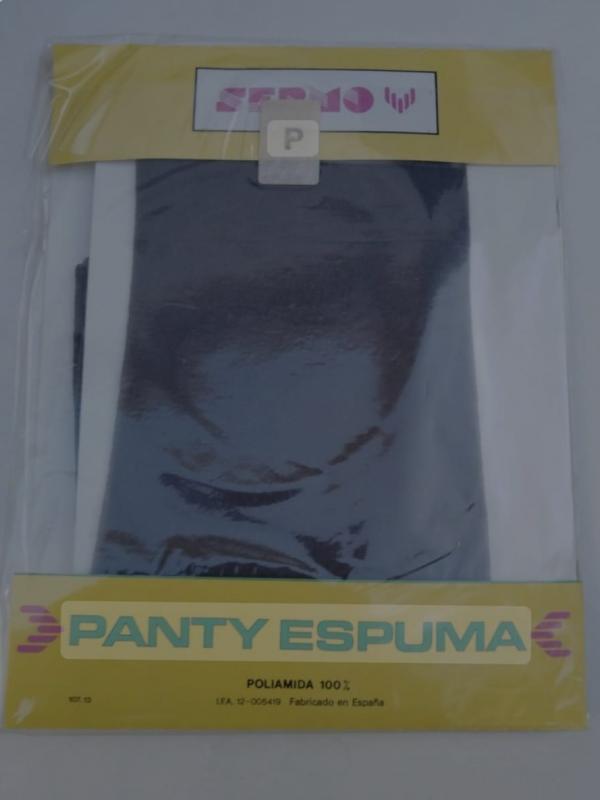 SERMO
P
PANTY ESPUMA
POLIAMIDA 100%
107.13 I.F.A. 12-005419 Fabricado en España